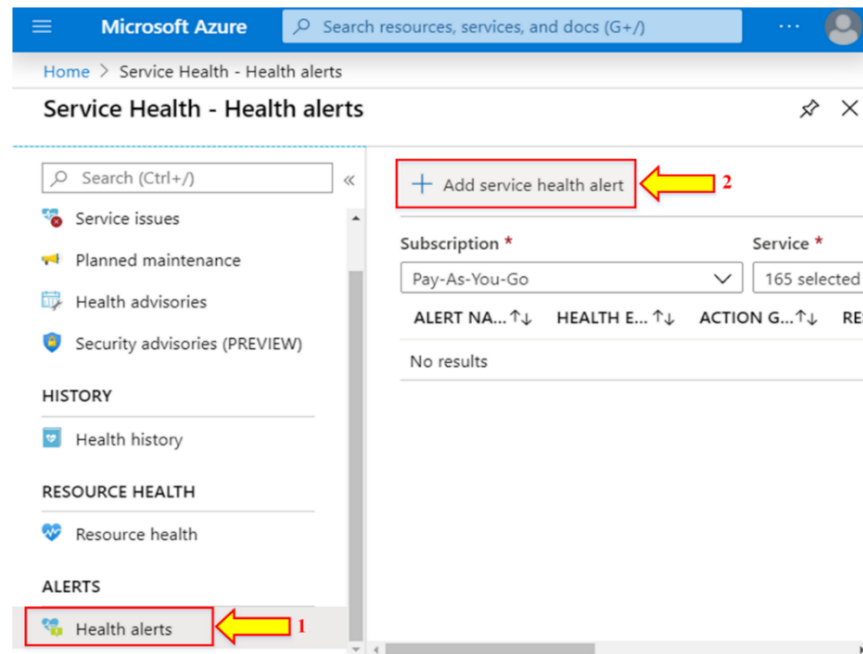 Microsoft Azure
Search resources, services, and docs (G+/)
...
Home > Service Health - Health alerts
Service Health - Health alerts
Search (Ctrl+/)
«
Service issues
Planned maintenance
Health advisories
Security advisories (PREVIEW)
HISTORY
Health history
RESOURCE HEALTH
Resource health
ALERTS
Health alerts
1
+ Add service health alert
2
Subscription *
Service *
Pay-As-You-Go
165 selected
ALERT NA...↑↓ HEALTH E... ↑↓ ACTION G...↑↓ RE
No results